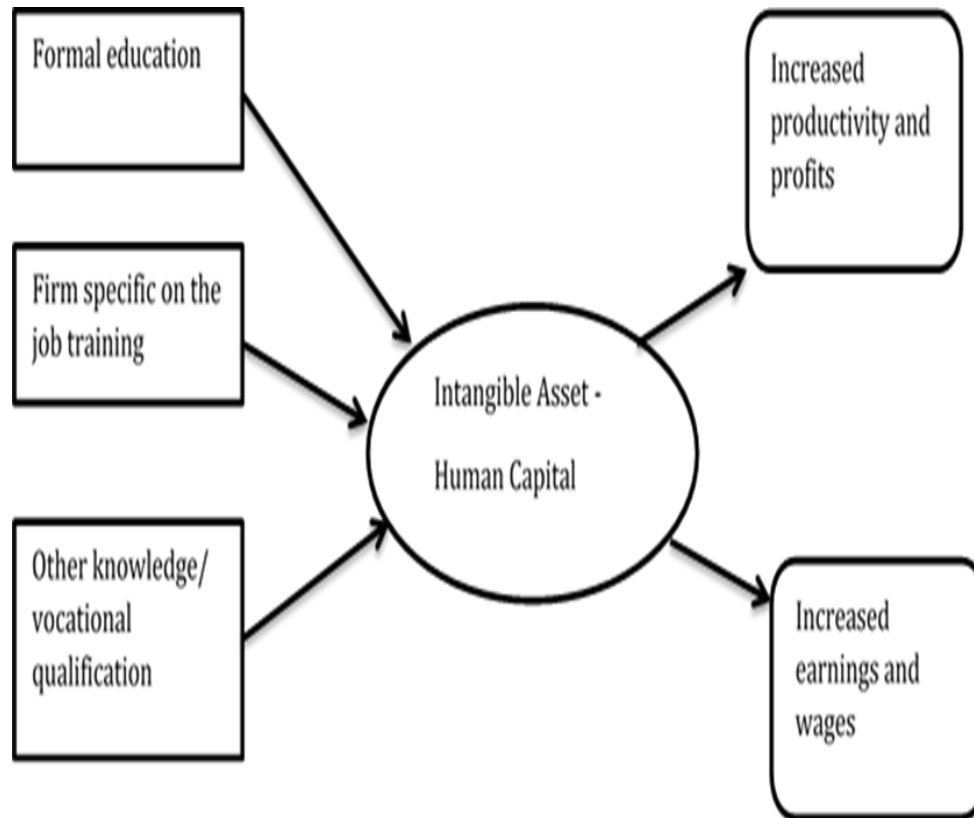 Formal education
Firm specific on the
job training
Other knowledge/
vocational
qualification
Intangible Asset -
Human Capital
Increased
productivity and
profits
Increased
earnings and
wages